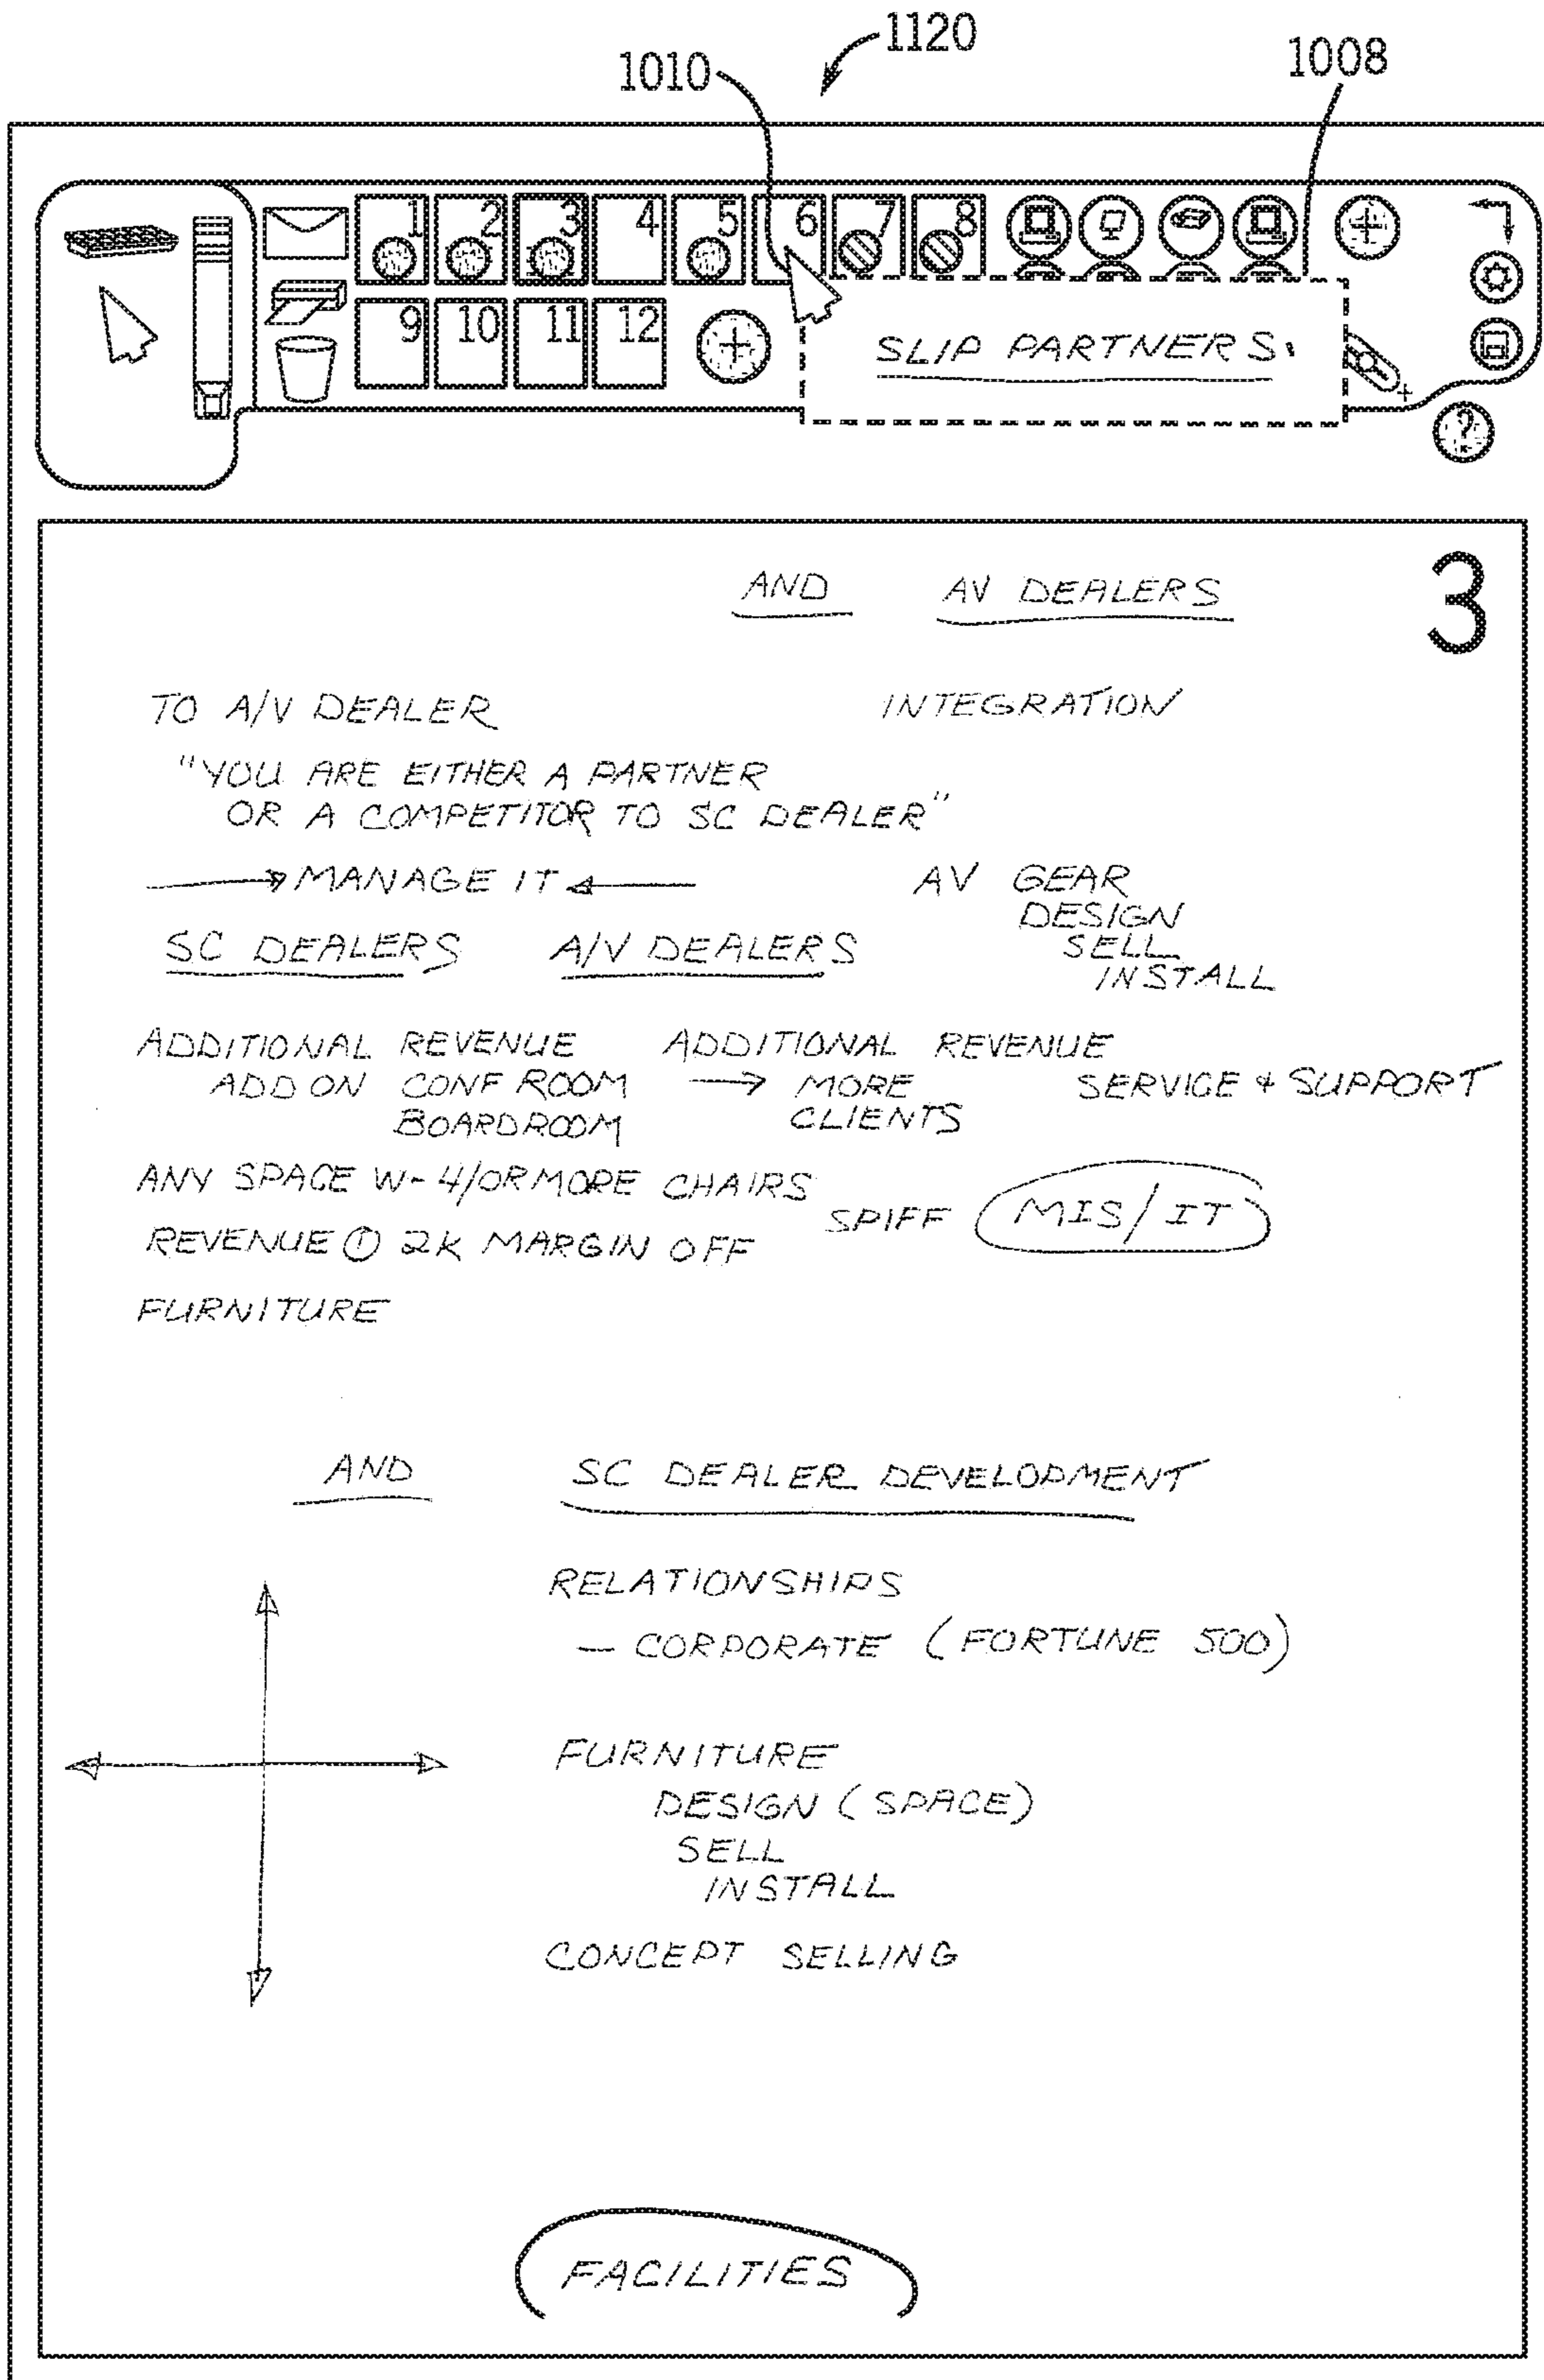 1120
1010
1008
1 2 3 4 5 6 7 8
9 10 11 12
SLIP PARTNERS
?
3
AND AV DEALERS
TO A/V DEALER INTEGRATION
"YOU ARE EITHER A PARTNER
OR A COMPETITOR TO SC DEALER"
MANAGE IT AV GEAR
DESIGN
SC DEALERS A/V DEALERS SELL
INSTALL
ADDITIONAL REVENUE ADDITIONAL REVENUE
ADD ON CONF ROOM → MORE SERVICE & SUPPORT
BOARDROOM CLIENTS
ANY SPACE W- 4/OR MORE CHAIRS
SPIFF MIS/IT
REVENUE ① 2K MARGIN OFF
FURNITURE
AND SC DEALER DEVELOPMENT
RELATIONSHIPS
— CORPORATE (FORTUNE 500)
FURNITURE
DESIGN (SPACE)
SELL
INSTALL
CONCEPT SELLING
FACILITIES